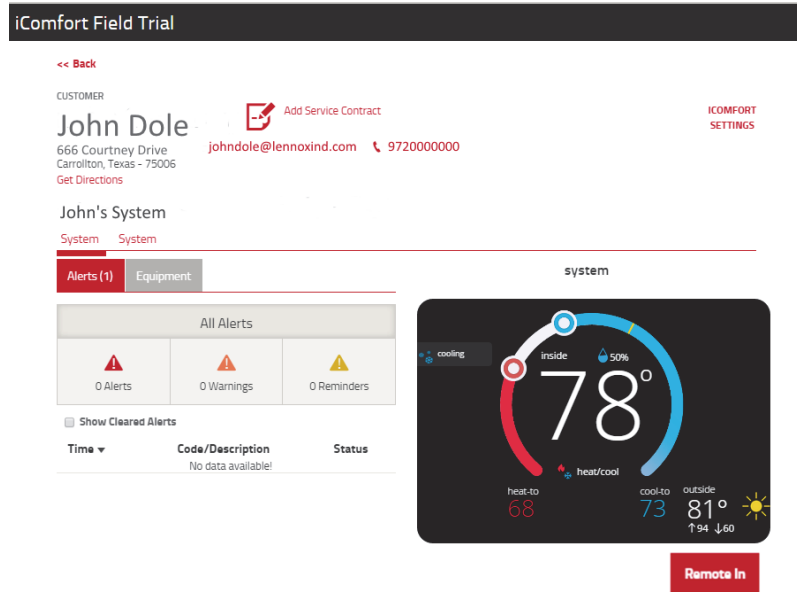 iComfort Field Trial
<< Back
CUSTOMER
John Dole
Add Service Contract
ICOMFORT
SETTINGS
666 Courtney Drive
johndole@lennoxind.com 9720000000
Carrollton, Texas - 75006
Get Directions
John's System
System System
Alerts (1) Equipment
system
All Alerts
0 Alerts 0 Warnings 0 Reminders
Show Cleared Alerts
Time Code/Description Status
No data available!
cooling
inside 50%
78°
heat/cool
heat-to cool-to outside
68 73 81°
↑94 ↓60
Remote In